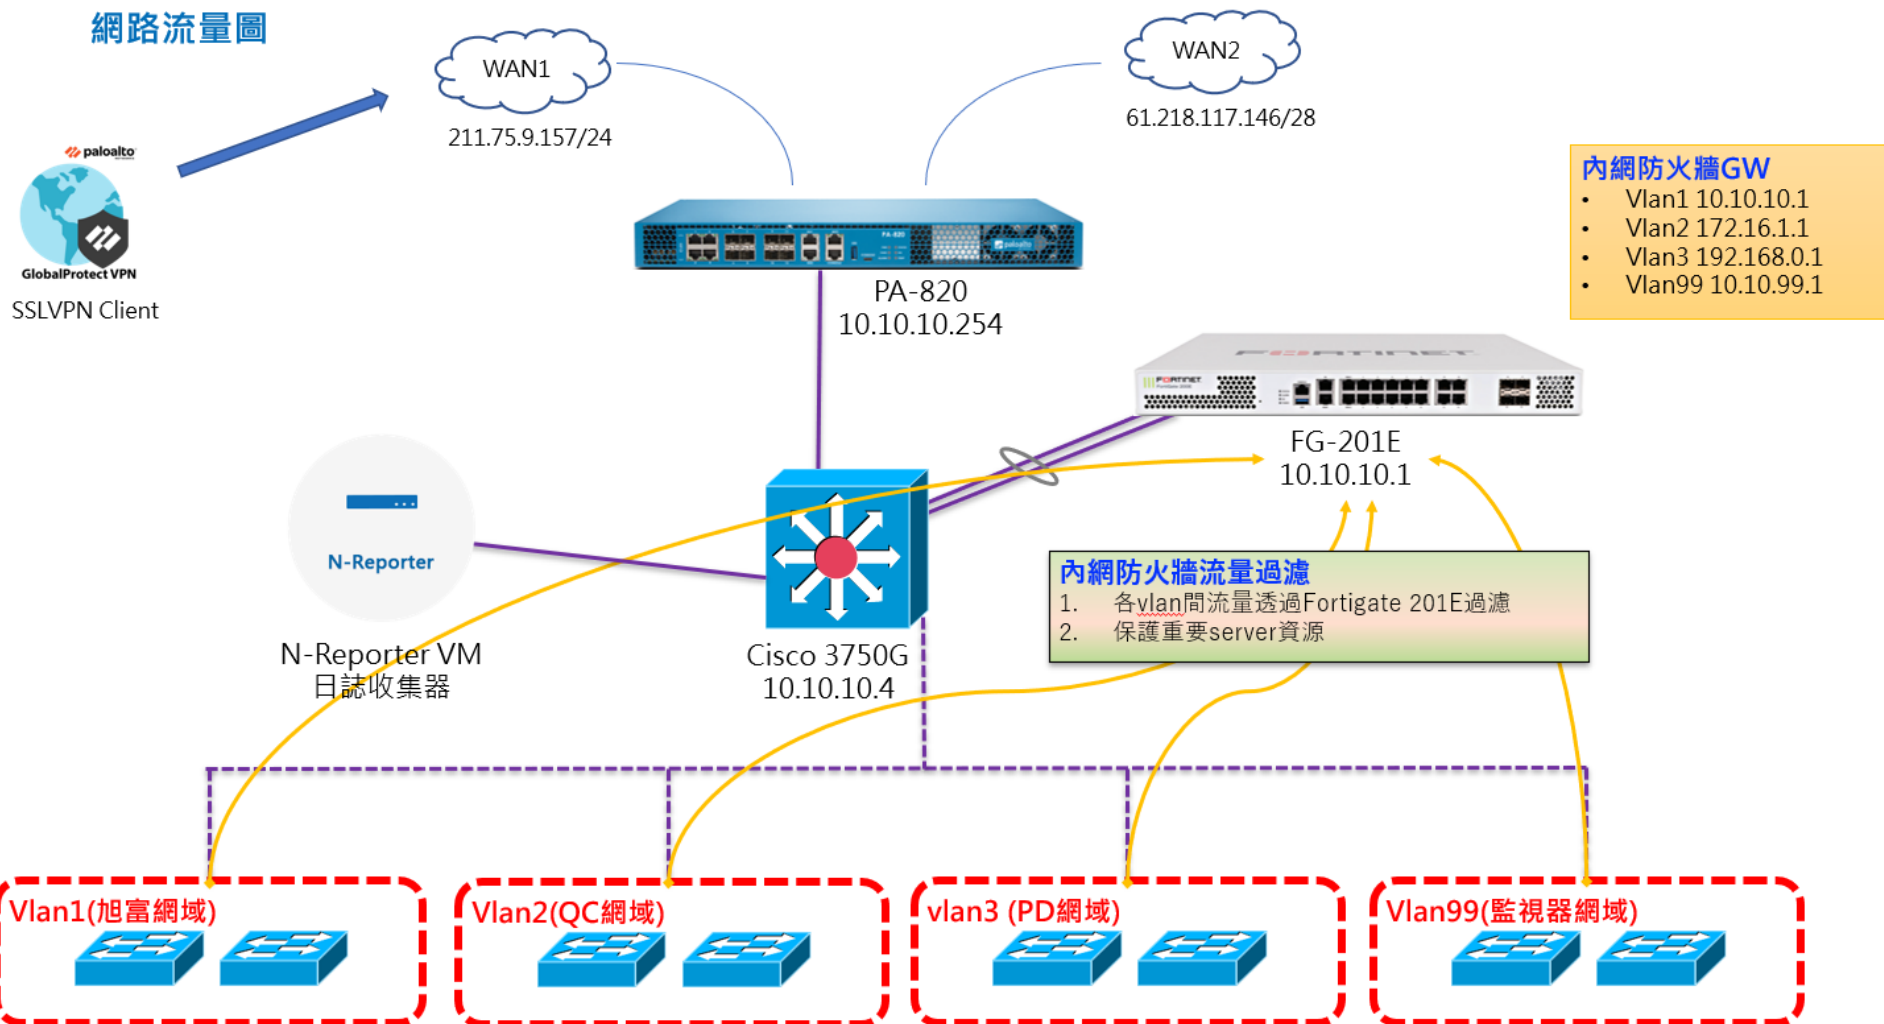 網路流量圖
WAN1
211.75.9.157/24
WAN2
61.218.117.146/28
paloalto
GlobalProtect VPN
SSLVPN Client
內網防火牆GW
• Vlan1 10.10.10.1
• Vlan2 172.16.1.1
• Vlan3 192.168.0.1
• Vlan99 10.10.99.1
PA-820
paloalto
PA-820
10.10.10.254
FORTINET
FORTINET
FG-201E
10.10.10.1
N-Reporter
N-Reporter VM
日誌收集器
Cisco 3750G
10.10.10.4
內網防火牆流量過濾
1. 各vlan間流量透過Fortigate 201E過濾
2. 保護重要server資源
Vlan1(旭富網域)
Vlan2(QC網域)
vlan3 (PD網域)
Vlan99(監視器網域)